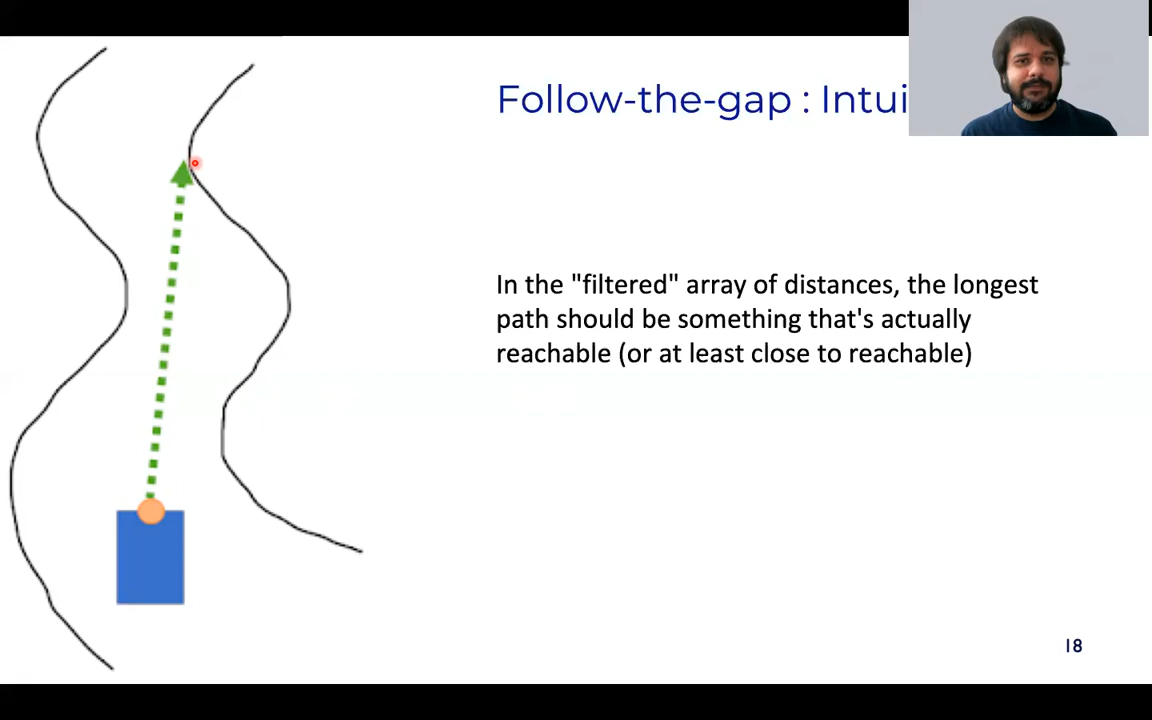 Follow-the-gap : Intui
In the "filtered" array of distances, the longest
path should be something that's actually
reachable (or at least close to reachable)
18